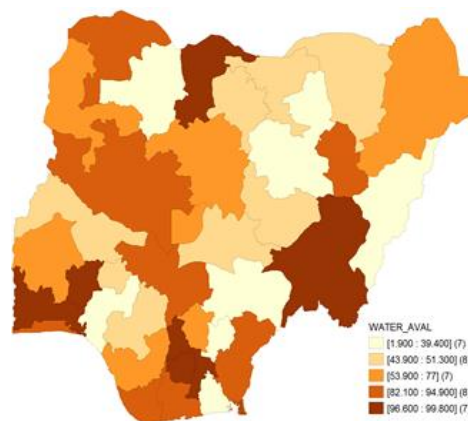 WATER_AVAL
[1.900 : 39.400] (7)
[43.900 : 51.300] (8
[53.900 : 77] (7)
[82.100 : 94.900] (8
[96.600 : 99.800] (7